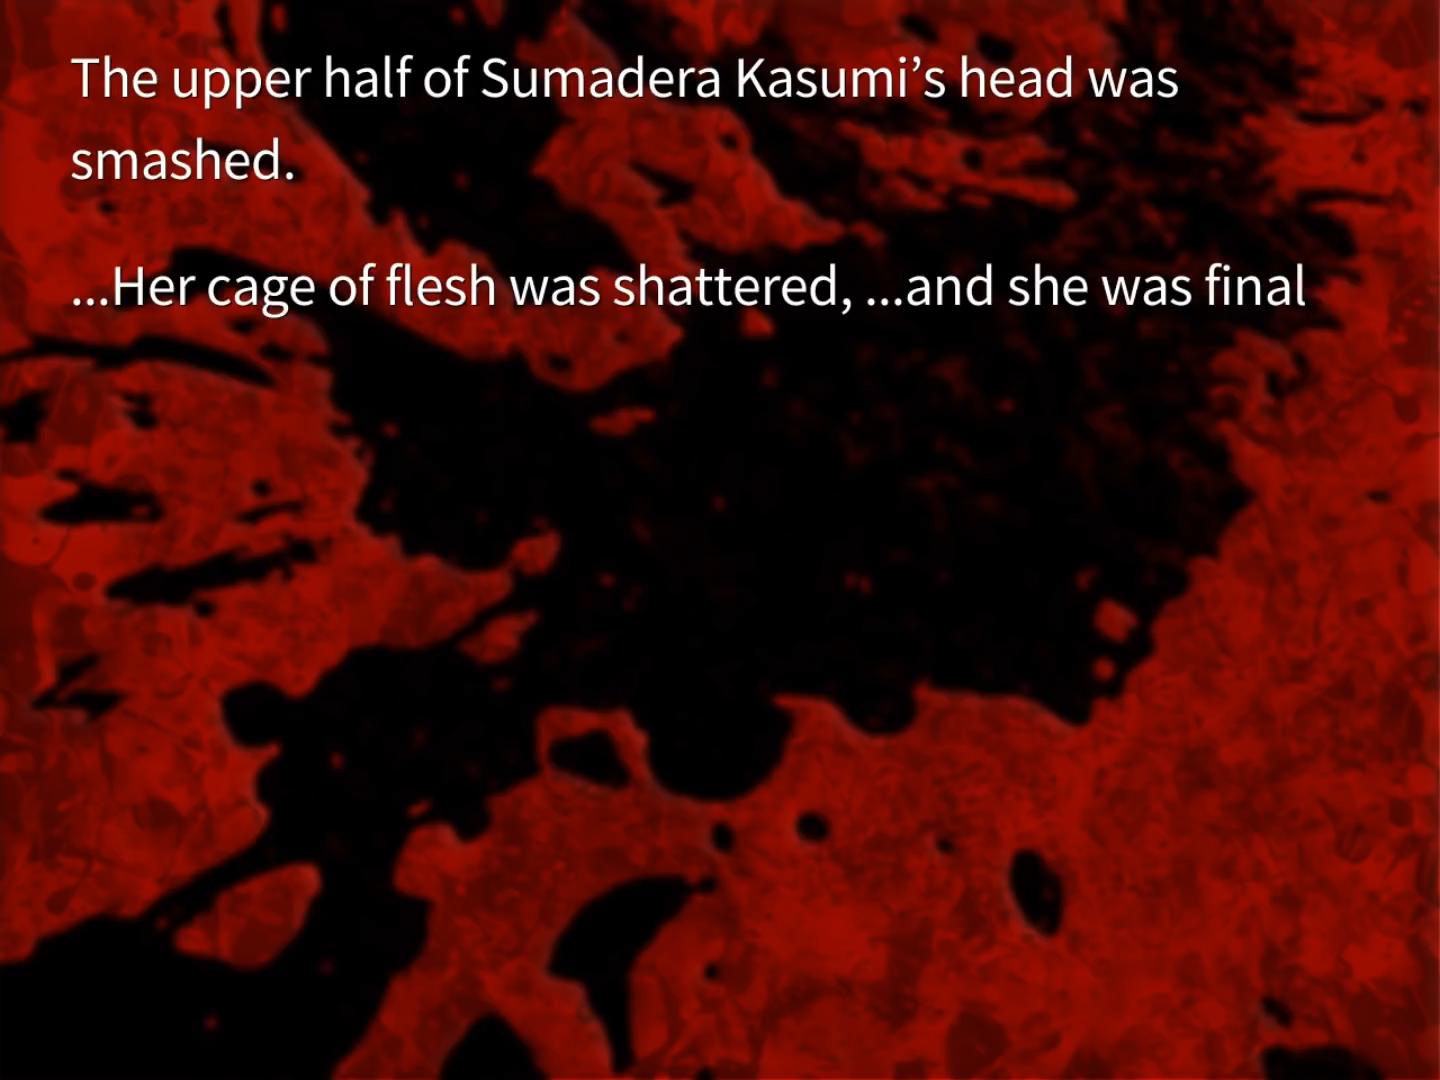 The upper half of Sumadera Kasumi’s head was
smashed.
...Her cage of flesh was shattered, ...and she was final